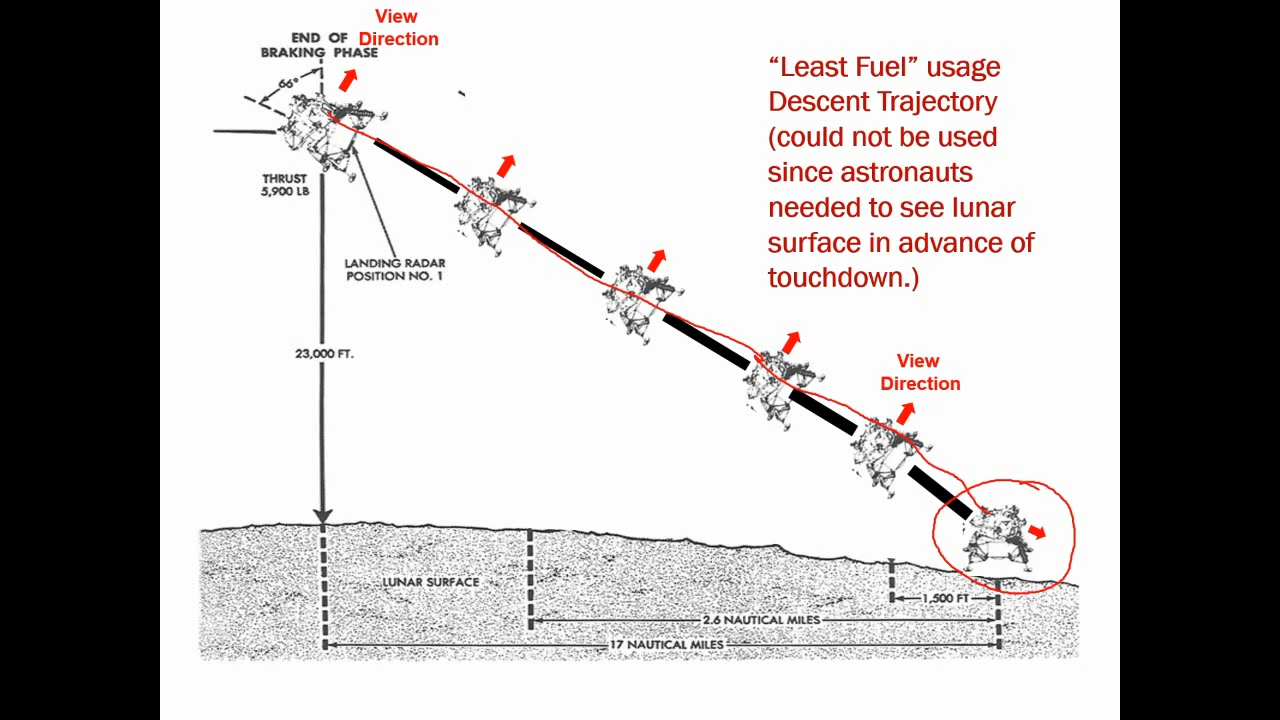 View
Direction
END OF
BRAKING PHASE
66°
"Least Fuel" usage
Descent Trajectory
(could not be used
since astronauts
needed to see lunar
surface in advance of
touchdown.)
THRUST
5,900 LB
LANDING RADAR
POSITION NO. 1
23,000 FT.
View
Direction
LUNAR SURFACE
1,500 FT
2.6 NAUTICAL MILES
17 NAUTICAL MILES